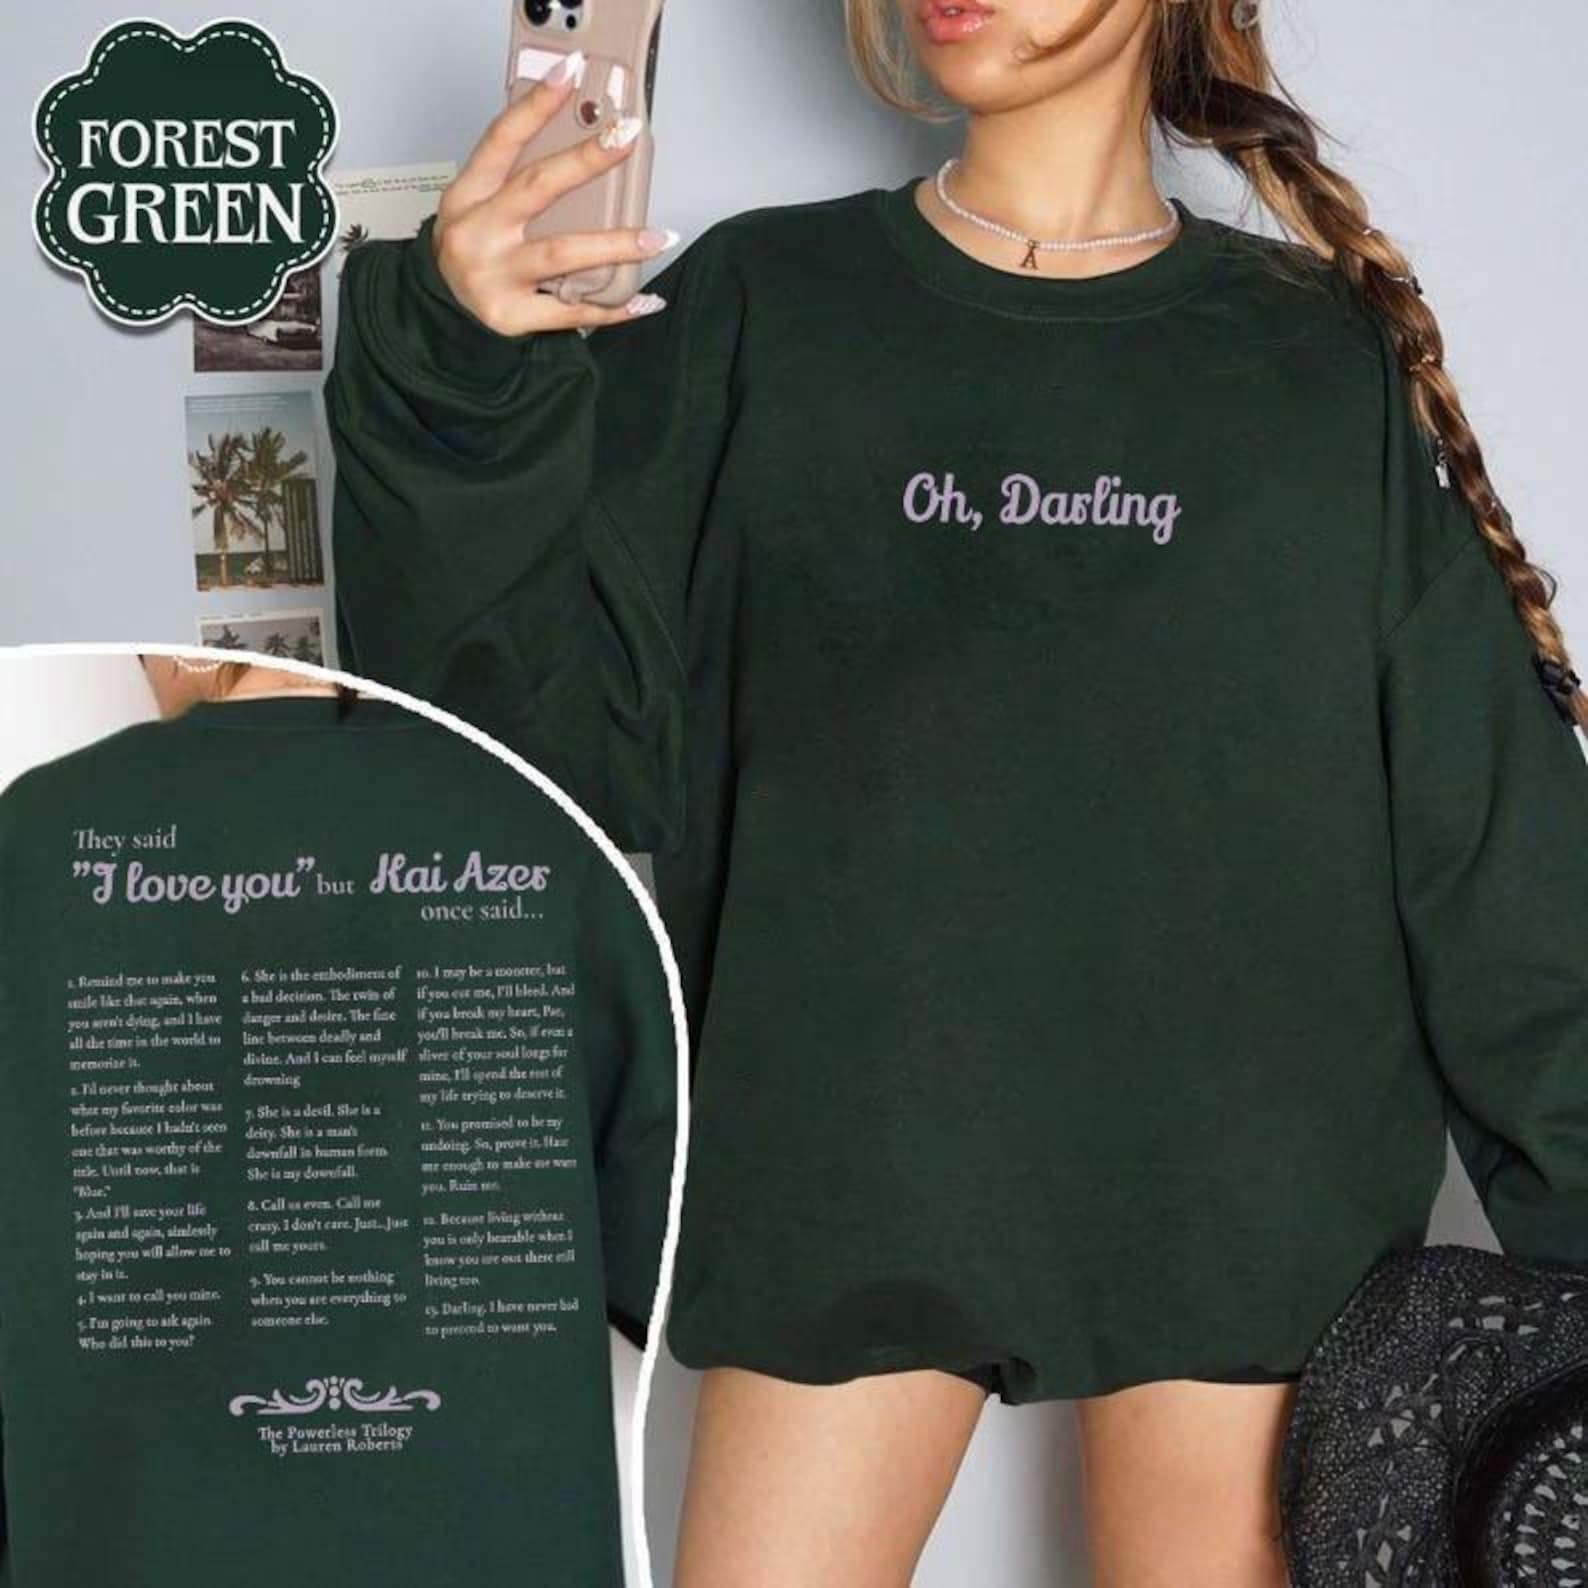 FOREST
GREEN
A
Oh, Darling
They said
"I love you" but Kai Azer
once said...
1. Remind me to make you
smile like that again, when
you aren't dying, and I have
all the time in the world to
memorize it.
2. I'd never thought about
what my favorite color was
before because I hadn't seen
one that was worthy of the
title. Until now, that is
"Blue."
3. And I'll save your life
again and again, aimlessly
hoping you will allow me to
stay in it.
4. I want to call you mine.
5. I'm going to ask again.
Who did this to you?
6. She is the embodiment of
a bad decision. The twin of
danger and desire. The fine
line between deadly and
divine. And I can feel myself
drowning
7. She is a devil. She is a
deity. She is a man's
downfall in human form
She is my downfall.
8. Call us even. Call me
crazy. I don't care. Just...Just
call me yours.
9. You cannot be nothing
when you are everything to
someone else.
10. I may be a monster, but
if you cut me, I'll bleed. And
if you break my heart, Pae,
you'll break me. So, if even a
sliver of your soul longs for
mine, I'll spend the rest of
my life trying to deserve it.
11. You promised to be my
undoing. So, prove it. Hate
me enough to make me want
you. Ruin me.
12. Because living without
you is only bearable when I
know you are out there still
living too.
13. Darling, I have never had
to pretend to want you.
The Powerless Trilogy
by Lauren Roberts